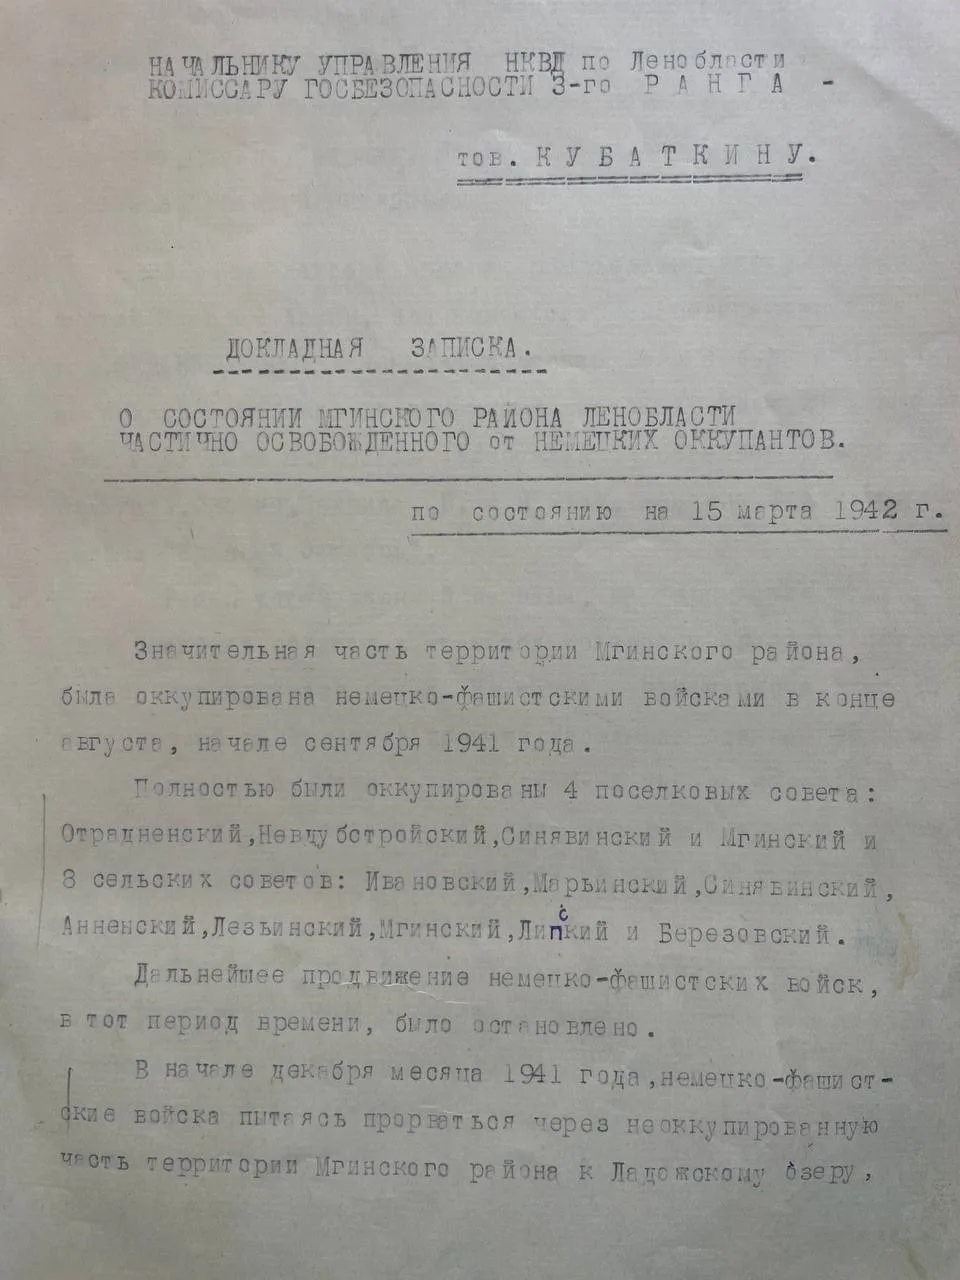 НАЧАЛЬНИКУ УПРАВЛЕНИЯ НКВД по Ленобласти
КОМИССАРУ ГОСБЕЗОПАСНОСТИ 3-го РАНГА -
тов. КУБАТКИНУ.
ДОКЛАДНАЯ ЗАПИСКА.
О СОСТОЯНИИ МГИНСКОГО РАЙОНА ЛЕНОБЛАСТИ
ЧАСТИЧНО ОСВОБОЖДЕННОГО от НЕМЕЦКИХ ОККУПАНТОВ.
по состоянию на 15 марта 1942 г.
Значительная часть территории Мгинского района,
была оккупирована немецко-фашистскими войсками в конце
августа, начале сентября 1941 года.
Полностью были оккупированы 4 поселковых совета:
Отрадненский,Невдубстройский,Синявинский и Мгинский и
8 сельских советов: Ивановский,Марьинский,Синявинский,
Анненский,Лезьинский,Мгинский,Липский и Березовский.
Дальнейшее продвижение немецко-фашистских войск,
в тот период времени, было остановлено.
В начале декабря месяца 1941 года,немецко-фашист-
ские войска пытаясь прорваться через неоккупированную
часть территории Мгинского района к Ладожскому озеру,